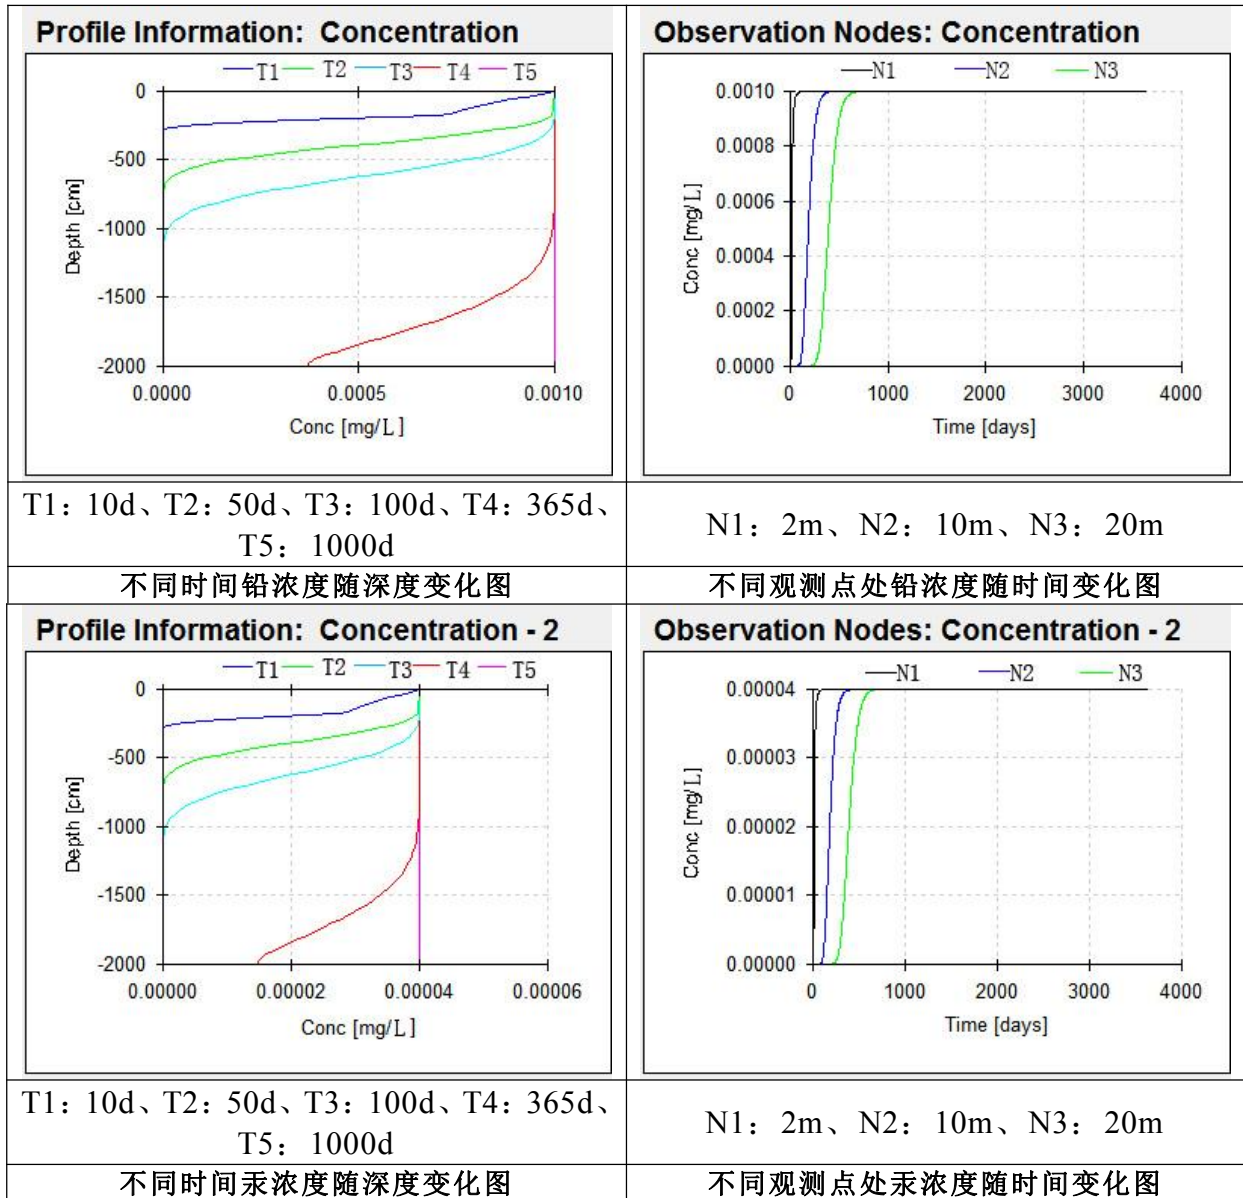 Profile Information: Concentration
T1 T2 T3 T4 T5
0
-500
-1000
-1500
-2000
Depth [cm]
0.0000 0.0005 0.0010
Conc [mg/L]
Observation Nodes: Concentration
N1 N2 N3
0.0010
0.0008
0.0006
0.0004
0.0002
0.0000
Conc [mg/L]
0 1000 2000 3000 4000
Time [days]
T1：10d、T2：50d、T3：100d、T4：365d、
T5：1000d
N1：2m、N2：10m、N3：20m
不同时间铅浓度随深度变化图
不同观测点处铅浓度随时间变化图
Profile Information: Concentration - 2
T1 T2 T3 T4 T5
0
-500
-1000
-1500
-2000
Depth [cm]
0.00000 0.00002 0.00004 0.00006
Conc [mg/L]
Observation Nodes: Concentration - 2
N1 N2 N3
0.00004
0.00003
0.00002
0.00001
0.00000
Conc [mg/L]
0 1000 2000 3000 4000
Time [days]
T1：10d、T2：50d、T3：100d、T4：365d、
T5：1000d
N1：2m、N2：10m、N3：20m
不同时间汞浓度随深度变化图
不同观测点处汞浓度随时间变化图